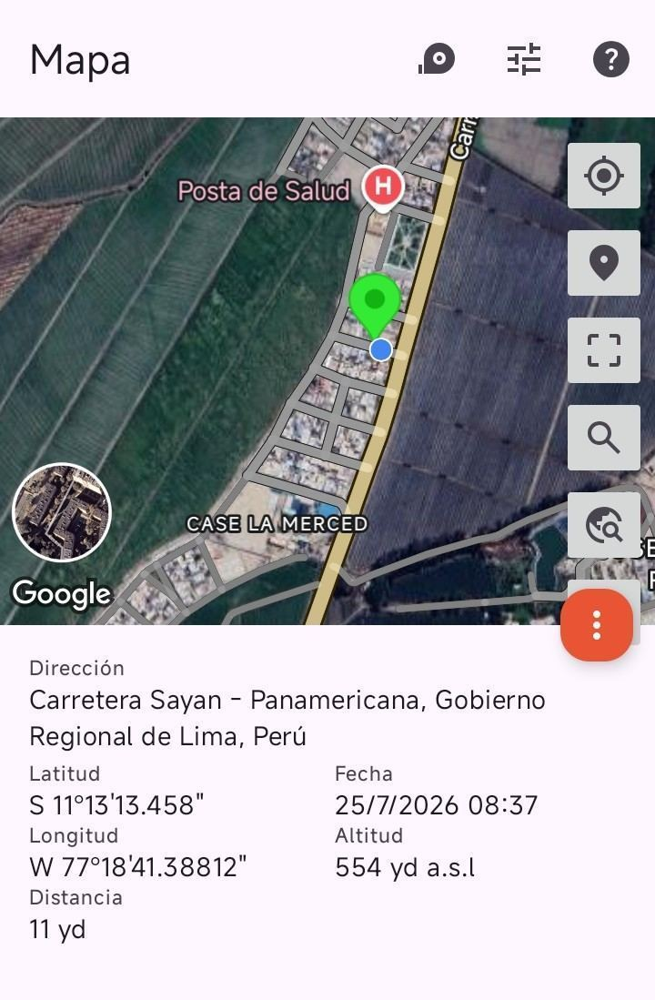 Mapa
Carr
Posta de Salud
H
CASE LA MERCED
Google
Dirección
Carretera Sayan - Panamericana, Gobierno
Regional de Lima, Perú
Latitud
Fecha
S 11°13'13.458"
25/7/2026 08:37
Longitud
Altitud
W 77°18'41.38812"
554 yd a.s.l
Distancia
11 yd